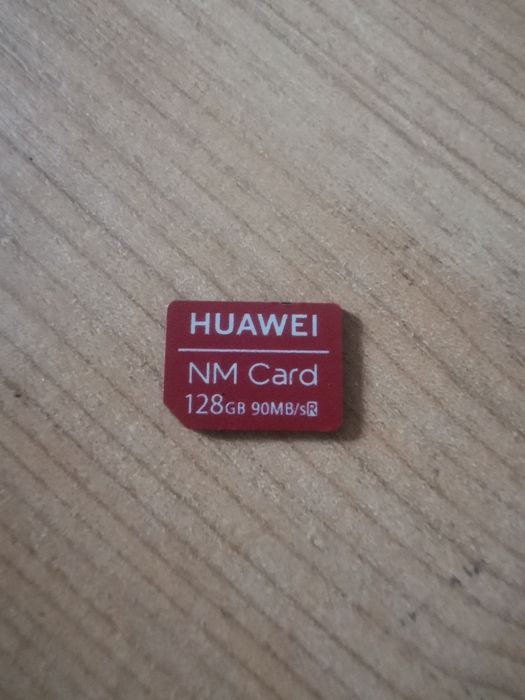 HUAWEI
NM Card
128GB 90MB/sR